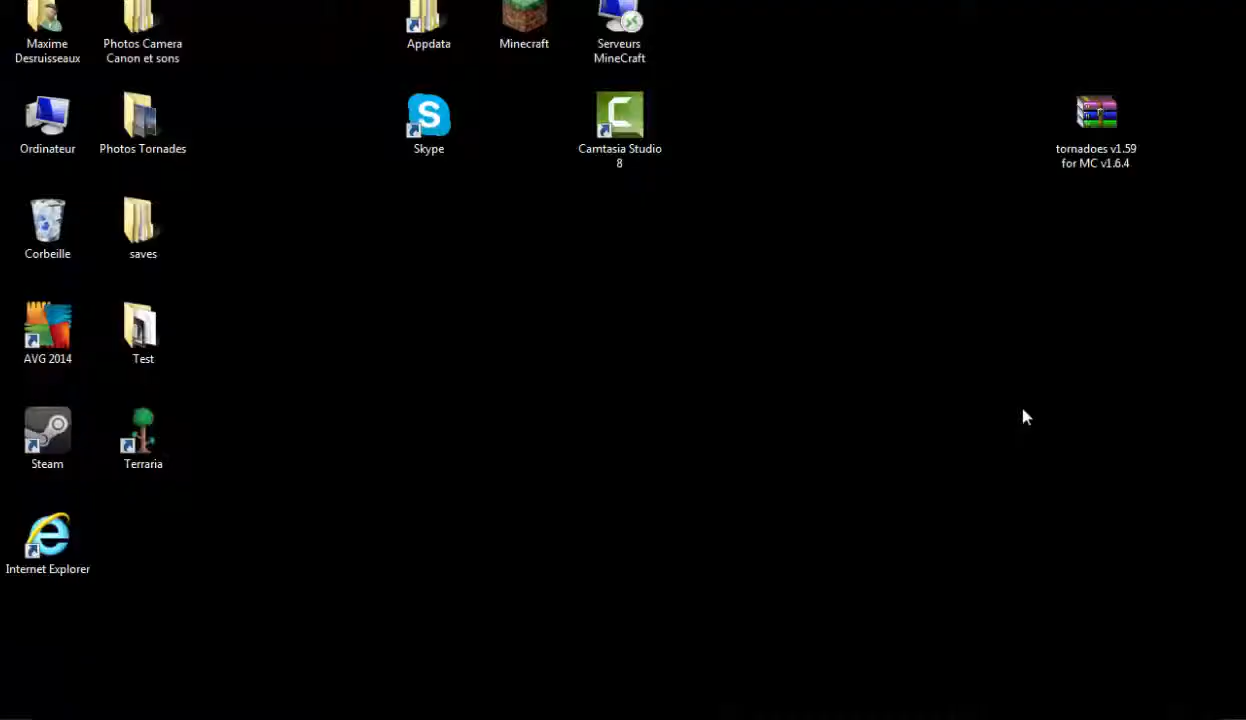 Maxime
Desruisseaux
Photos Camera
Canon et sons
Appdata
Minecraft
Serveurs
MineCraft
Ordinateur
Photos Tornades
Skype
Camtasia Studio
8
tornadoes v1.59
for MC v1.6.4
Corbeille
saves
AVG 2014
Test
Steam
Terraria
Internet Explorer